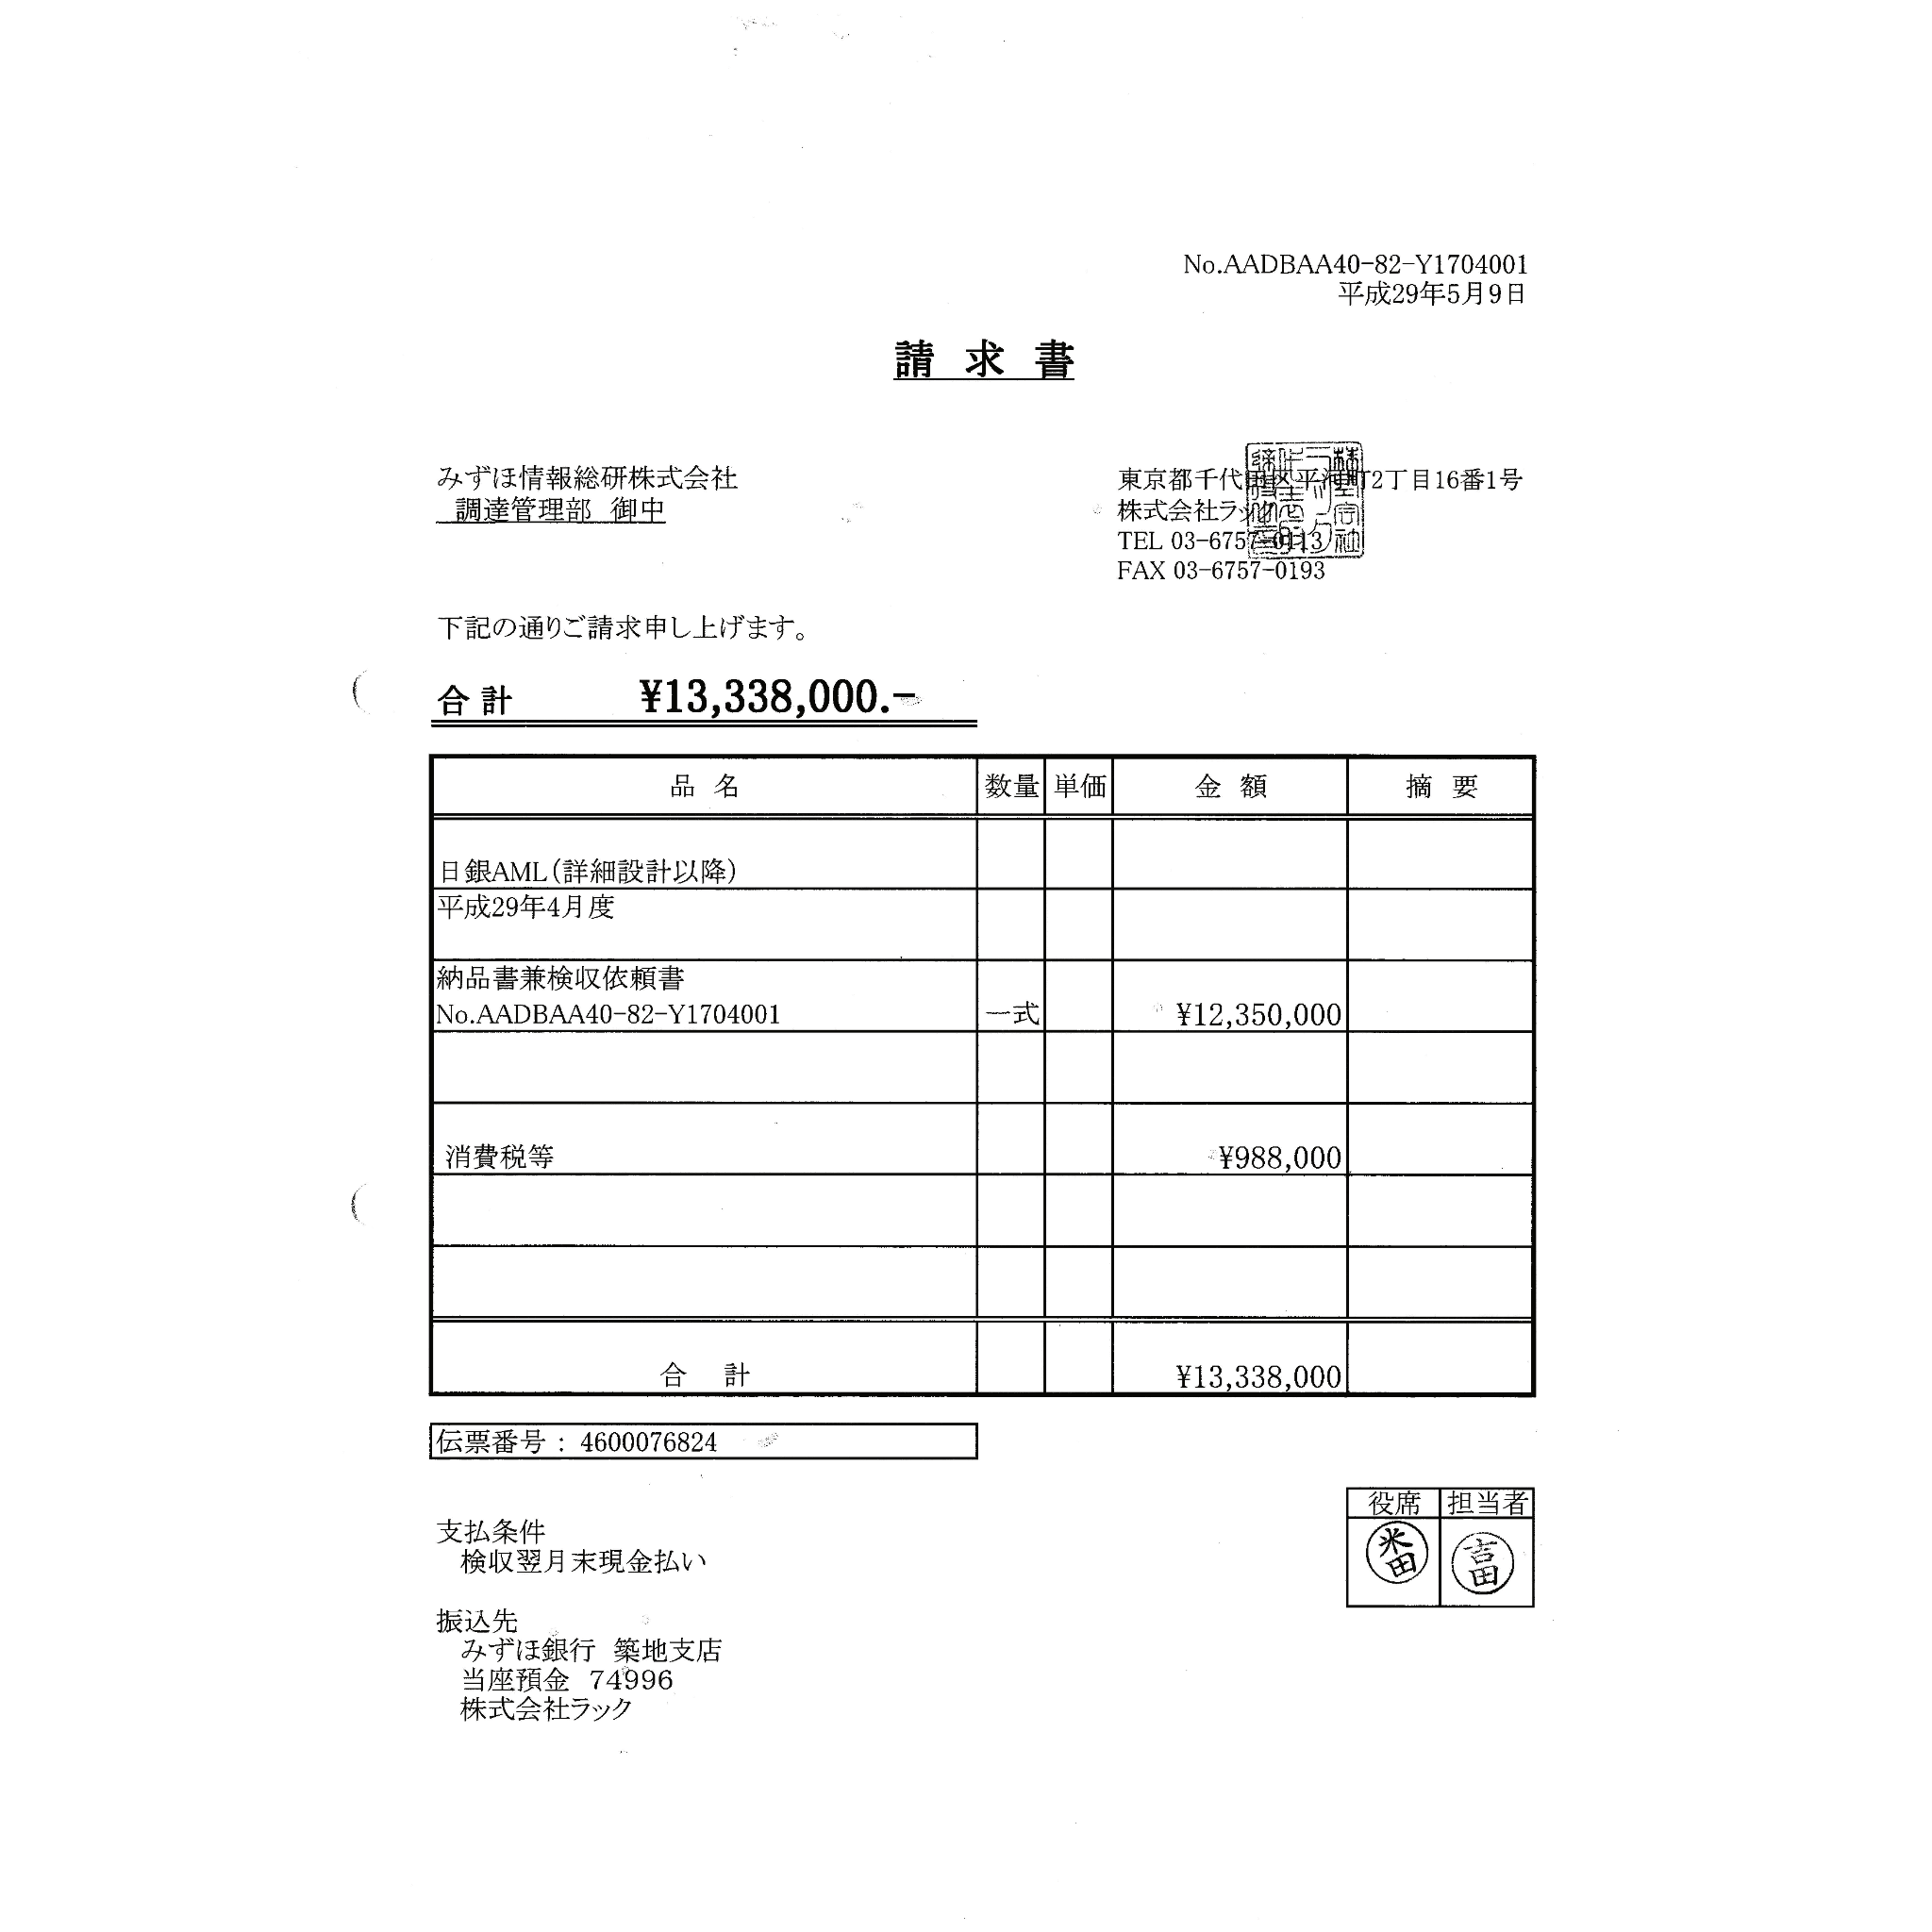 No.AADBAA40-82-Y1704001
平成29年5月9日
請 求 書
みずほ情報総研株式会社
調達管理部 御中
東京都千代田区平河町2丁目16番1号
株式会社ラック
TEL 03-6757-0113
FAX 03-6757-0193
下記の通りご請求申し上げます。
合 計 ¥13,338,000.-
品 名 数量 単価 金 額 摘 要
日銀AML(詳細設計以降)
平成29年4月度
納品書兼検収依頼書
No.AADBAA40-82-Y1704001 一式 ¥12,350,000
消費税等 ¥988,000
合 計 ¥13,338,000
伝票番号 : 4600076824
役席 担当者
米田 吉田
支払条件
検収翌月末現金払い
振込先
みずほ銀行 築地支店
当座預金 74996
株式会社ラック